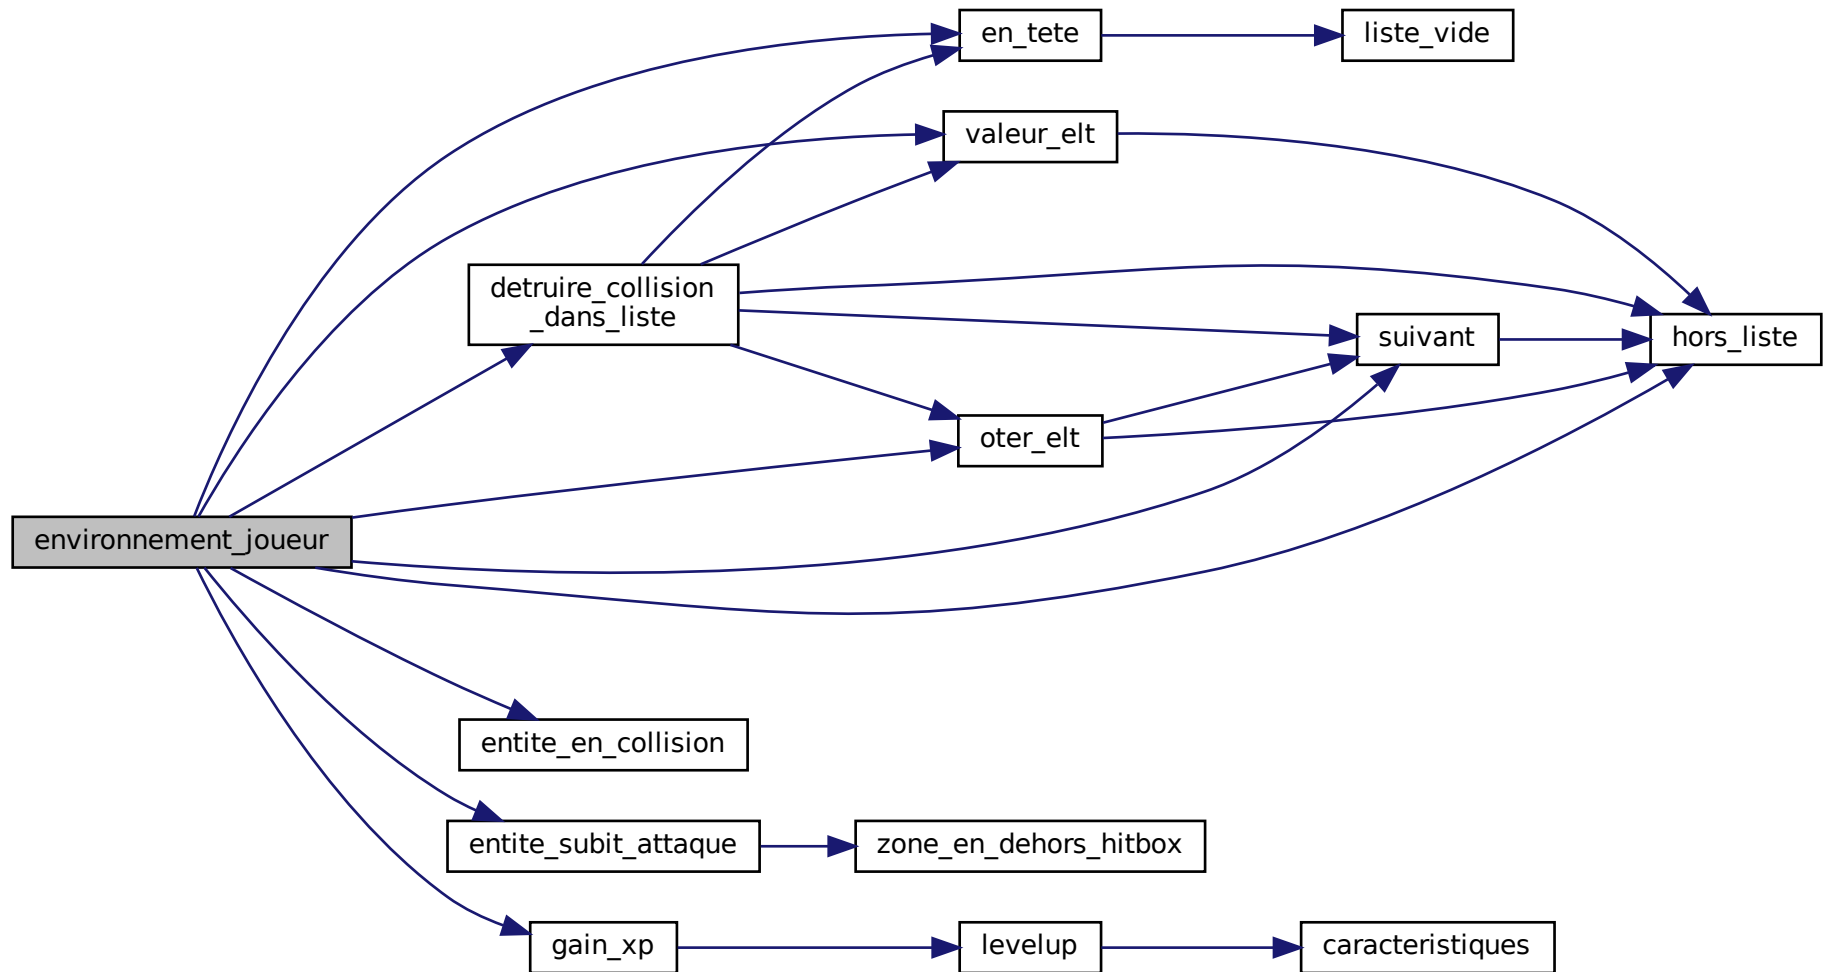 en_tete
liste_vide
valeur_elt
detruire_collision
_dans_liste
suivant
hors_liste
oter_elt
environnement_joueur
entite_en_collision
entite_subit_attaque
zone_en_dehors_hitbox
gain_xp
levelup
caracteristiques